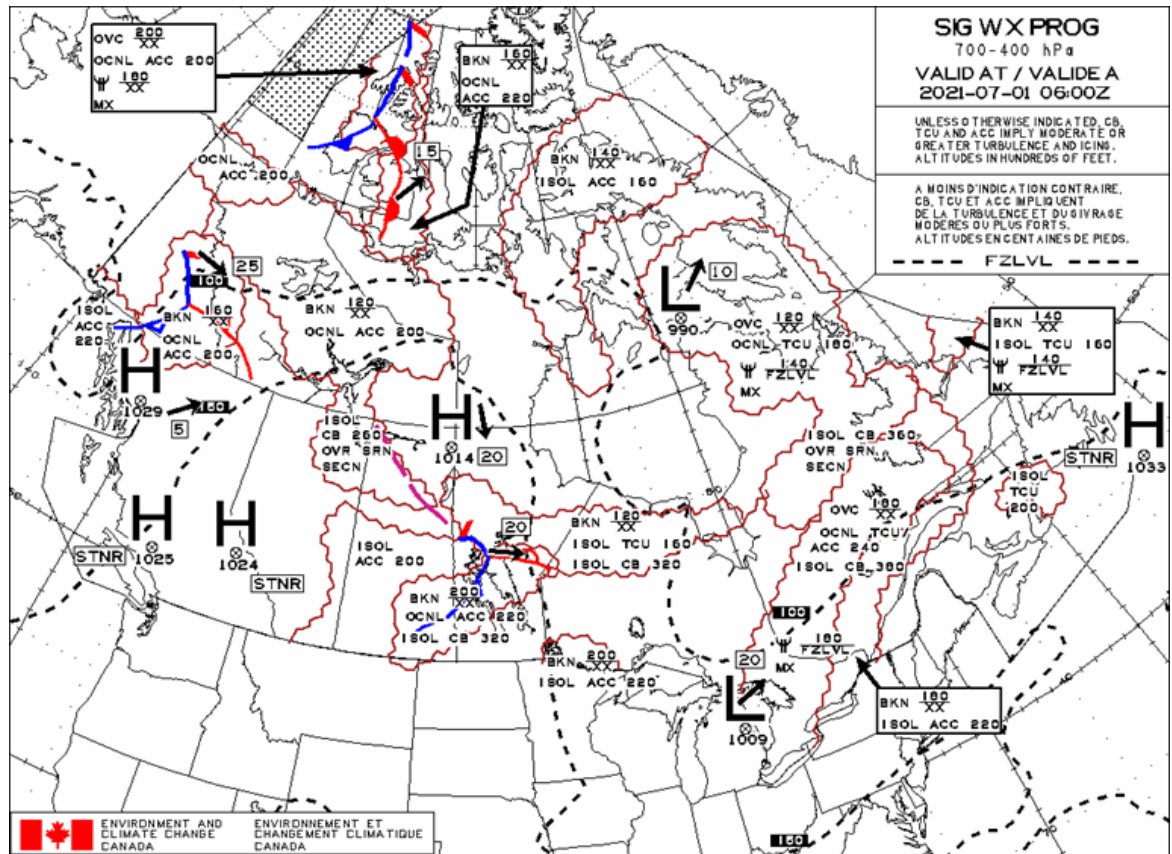 SIG WX PROG
700-400 hPa
VALID AT / VALIDE A
2021-07-01 06:00Z
UNLESS OTHERWISE INDICATED, CB,
TCU AND ACC IMPLY MODERATE OR
GREATER TURBULENCE AND ICING.
ALTITUDES IN HUNDREDS OF FEET.
A MOINS D'INDICATION CONTRAIRE,
CB, TCU ET ACC IMPLIQUENT
DE LA TURBULENCE ET DU GIVRAGE
MODERES OU PLUS FORTS.
ALTITUDES EN CENTAINES DE PIEDS.
FZLVL
OVC 200
XX
OCNL ACC 200
180
XX
MX
BKN 160
XX
OCNL
ACC 220
15
OCNL
ACC 200
BKN 140
XX
ISOL ACC 160
25
100
ISOL
ACC
220
BKN 160
XX
OCNL
ACC 200
BKN 120
XX
OCNL ACC 200
L
990
10
OVC 120
XX
OCNL TCU 180
140
FZLVL
MX
BKN 140
XX
ISOL TCU 160
140
FZLVL
MX
H
1029
5
150
H
1014
20
ISOL
CB 260
OVR SRN
SECN
ISOL CB 360
OVR SRN
SECN
H
1033
STNR
ISOL
TCU
200
H
1025
STNR
H
1024
STNR
20
BKN 120
XX
ISOL TCU 160
ISOL CB 320
OVC 180
XX
OCNL TCU/
ACC 240
ISOL CB 380
ISOL
ACC 200
BKN 200
XX
OCNL ACC 220
ISOL CB 320
100
180
FZLVL
MX
BKN 200
XX
ISOL ACC 220
20
L
1009
BKN 180
XX
ISOL ACC 220
150
ENVIRONMENT AND
CLIMATE CHANGE
CANADA
ENVIRONNEMENT ET
CHANGEMENT CLIMATIQUE
CANADA